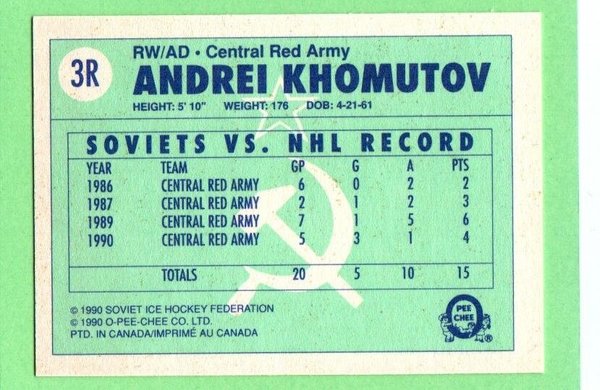 3R
RW/AD • Central Red Army
ANDREI KHOMUTOV
HEIGHT: 5' 10" WEIGHT: 176 DOB: 4-21-61
SOVIETS VS. NHL RECORD
YEAR TEAM GP G A PTS
1986 CENTRAL RED ARMY 6 0 2 2
1987 CENTRAL RED ARMY 2 1 2 3
1989 CENTRAL RED ARMY 7 1 5 6
1990 CENTRAL RED ARMY 5 3 1 4
TOTALS 20 5 10 15
© 1990 SOVIET ICE HOCKEY FEDERATION
© 1990 O-PEE-CHEE CO. LTD.
PTD. IN CANADA/IMPRIMÉ AU CANADA
O
PEE
CHEE